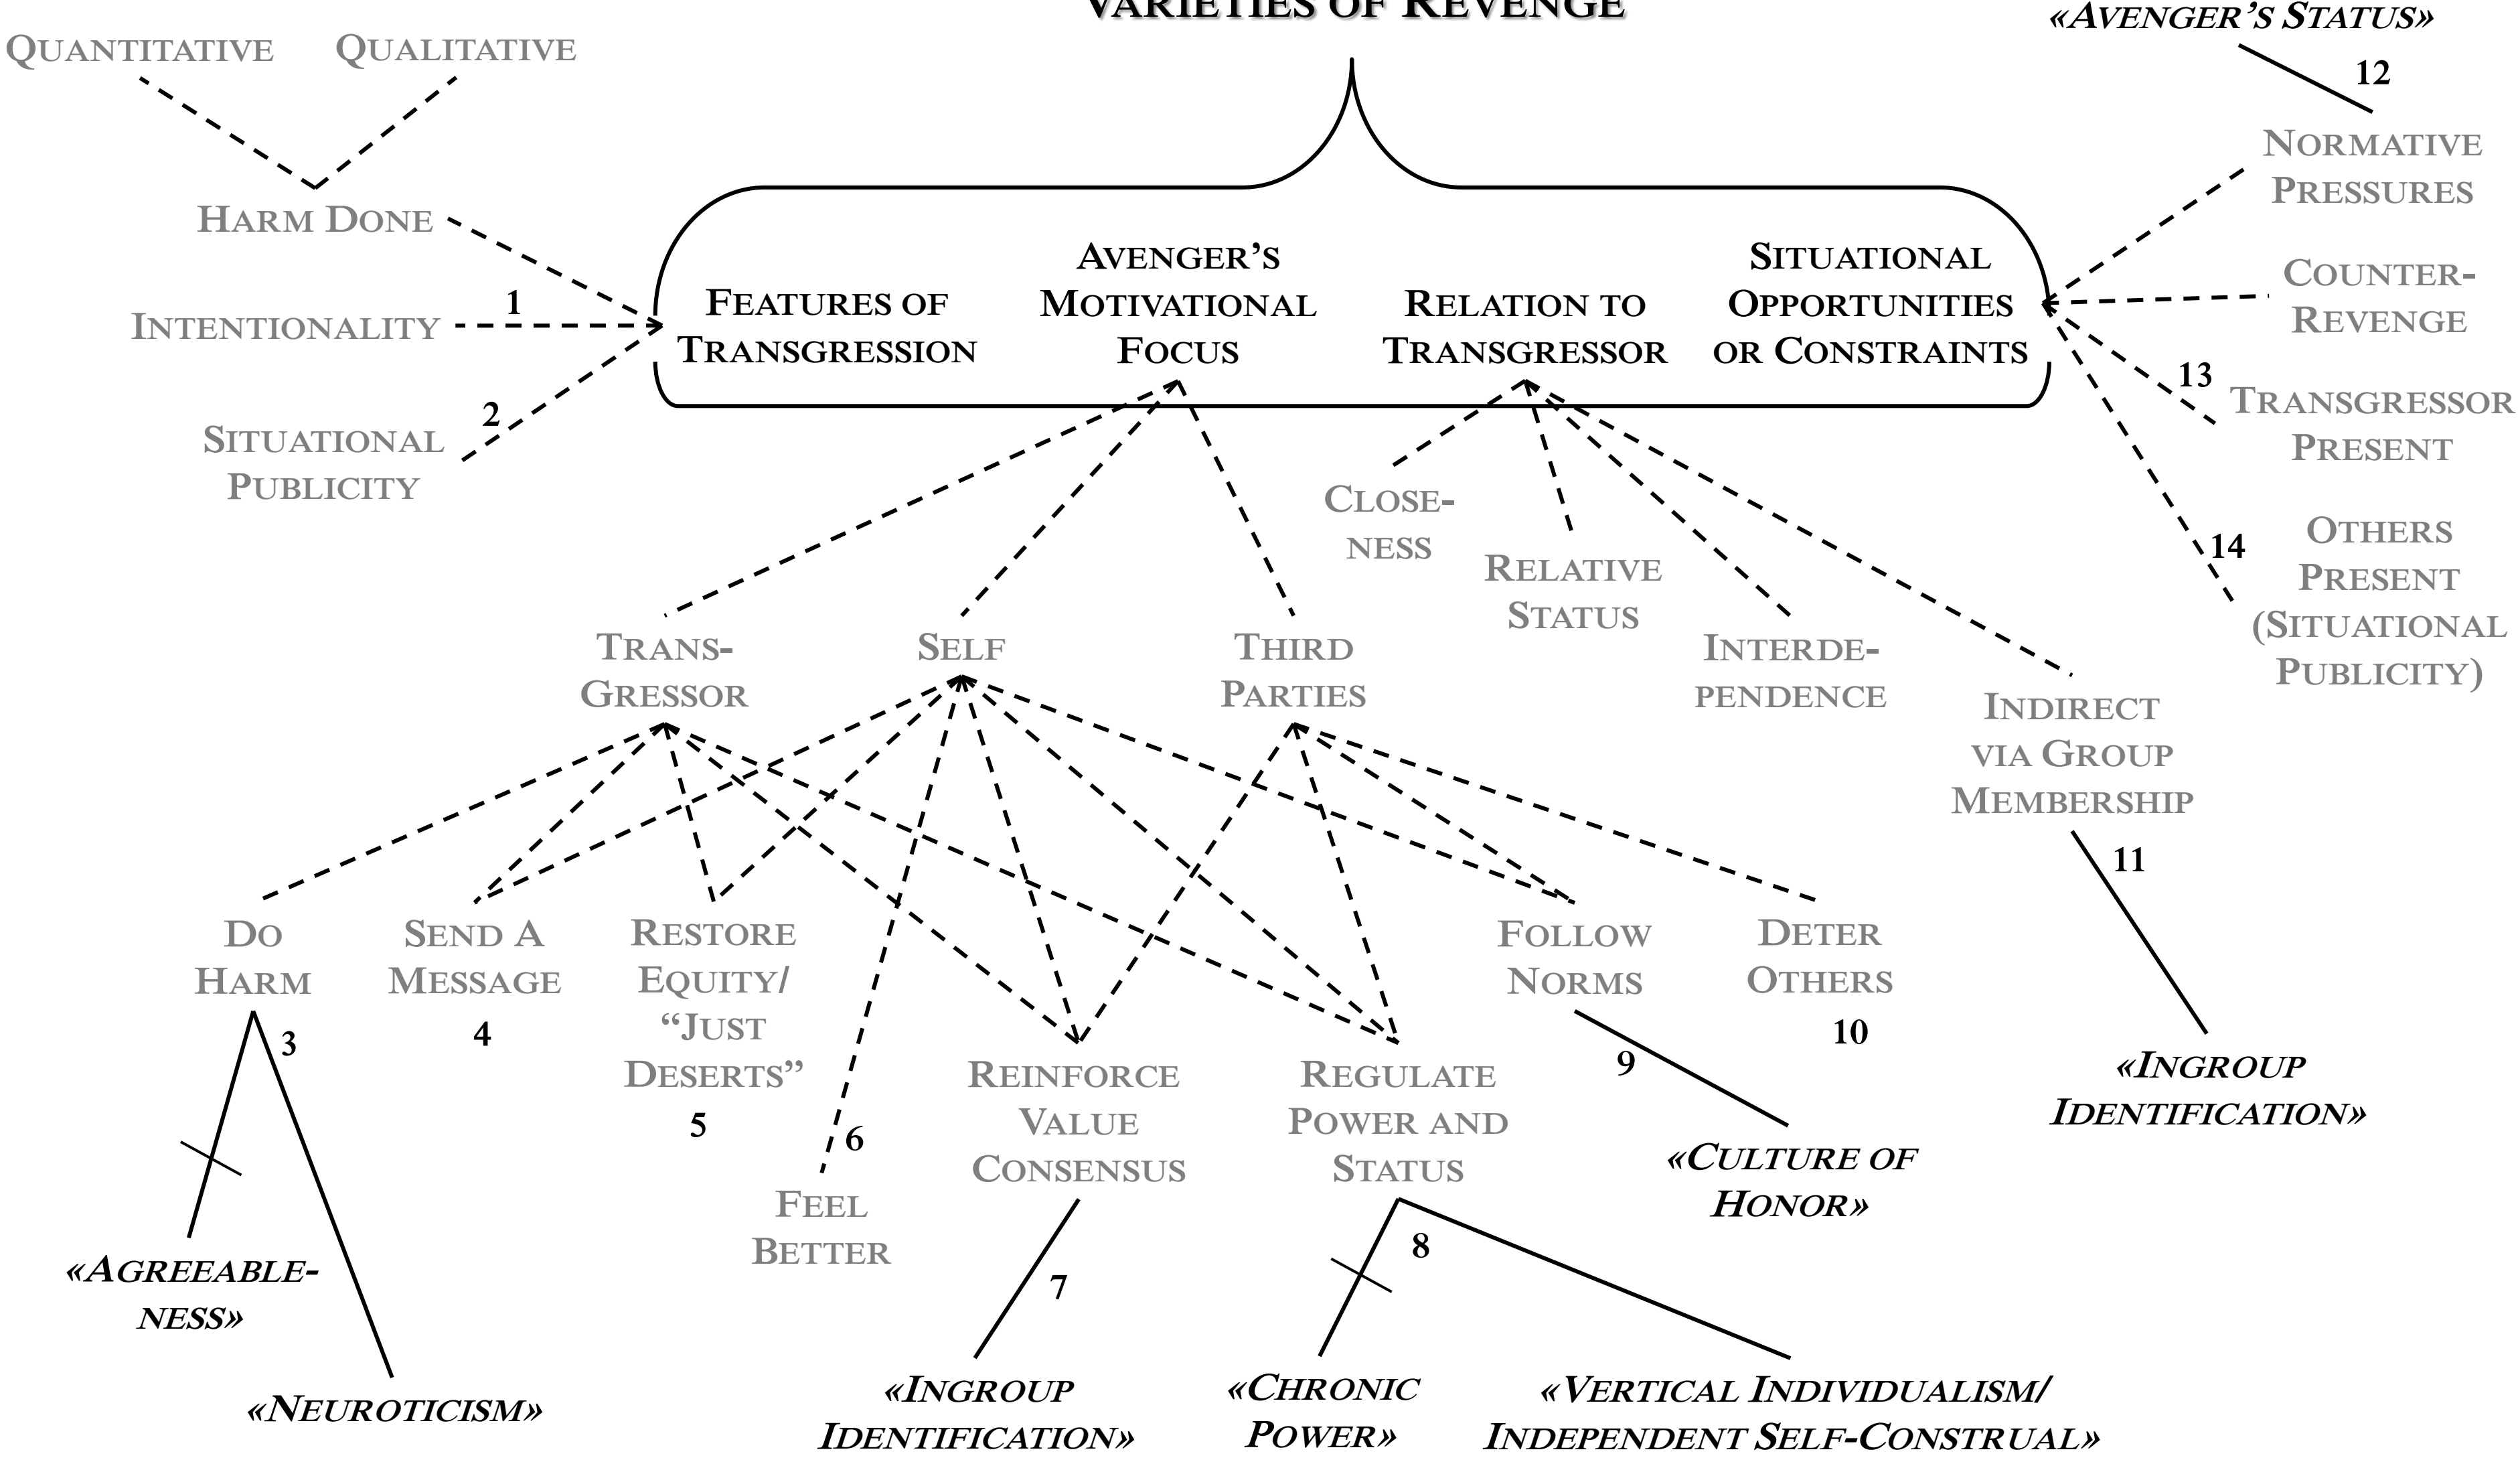 VARIETIES OF REVENGE
«AVENGER’S STATUS»
12
QUANTITATIVE
QUALITATIVE
HARM DONE
1
INTENTIONALITY
2
SITUATIONAL
PUBLICITY
FEATURES OF
TRANSGRESSION
AVENGER’S
MOTIVATIONAL
FOCUS
RELATION TO
TRANSGRESSOR
SITUATIONAL
OPPORTUNITIES
OR CONSTRAINTS
NORMATIVE
PRESSURES
COUNTER-
REVENGE
13
TRANSGRESSOR
PRESENT
14
OTHERS
PRESENT
(SITUATIONAL
PUBLICITY)
CLOSE-
NESS
RELATIVE
STATUS
INTERDE-
PENDENCE
INDIRECT
VIA GROUP
MEMBERSHIP
11
«INGROUP
IDENTIFICATION»
TRANS-
GRESSOR
SELF
THIRD
PARTIES
DO
HARM
3
SEND A
MESSAGE
4
RESTORE
EQUITY/
“JUST
DESERTS”
5
6
FEEL
BETTER
REINFORCE
VALUE
CONSENSUS
7
REGULATE
POWER AND
STATUS
8
FOLLOW
NORMS
9
DETER
OTHERS
10
«CULTURE OF
HONOR»
«AGREEABLE-
NESS»
«NEUROTICISM»
«INGROUP
IDENTIFICATION»
«CHRONIC
POWER»
«VERTICAL INDIVIDUALISM/
INDEPENDENT SELF-CONSTRUAL»